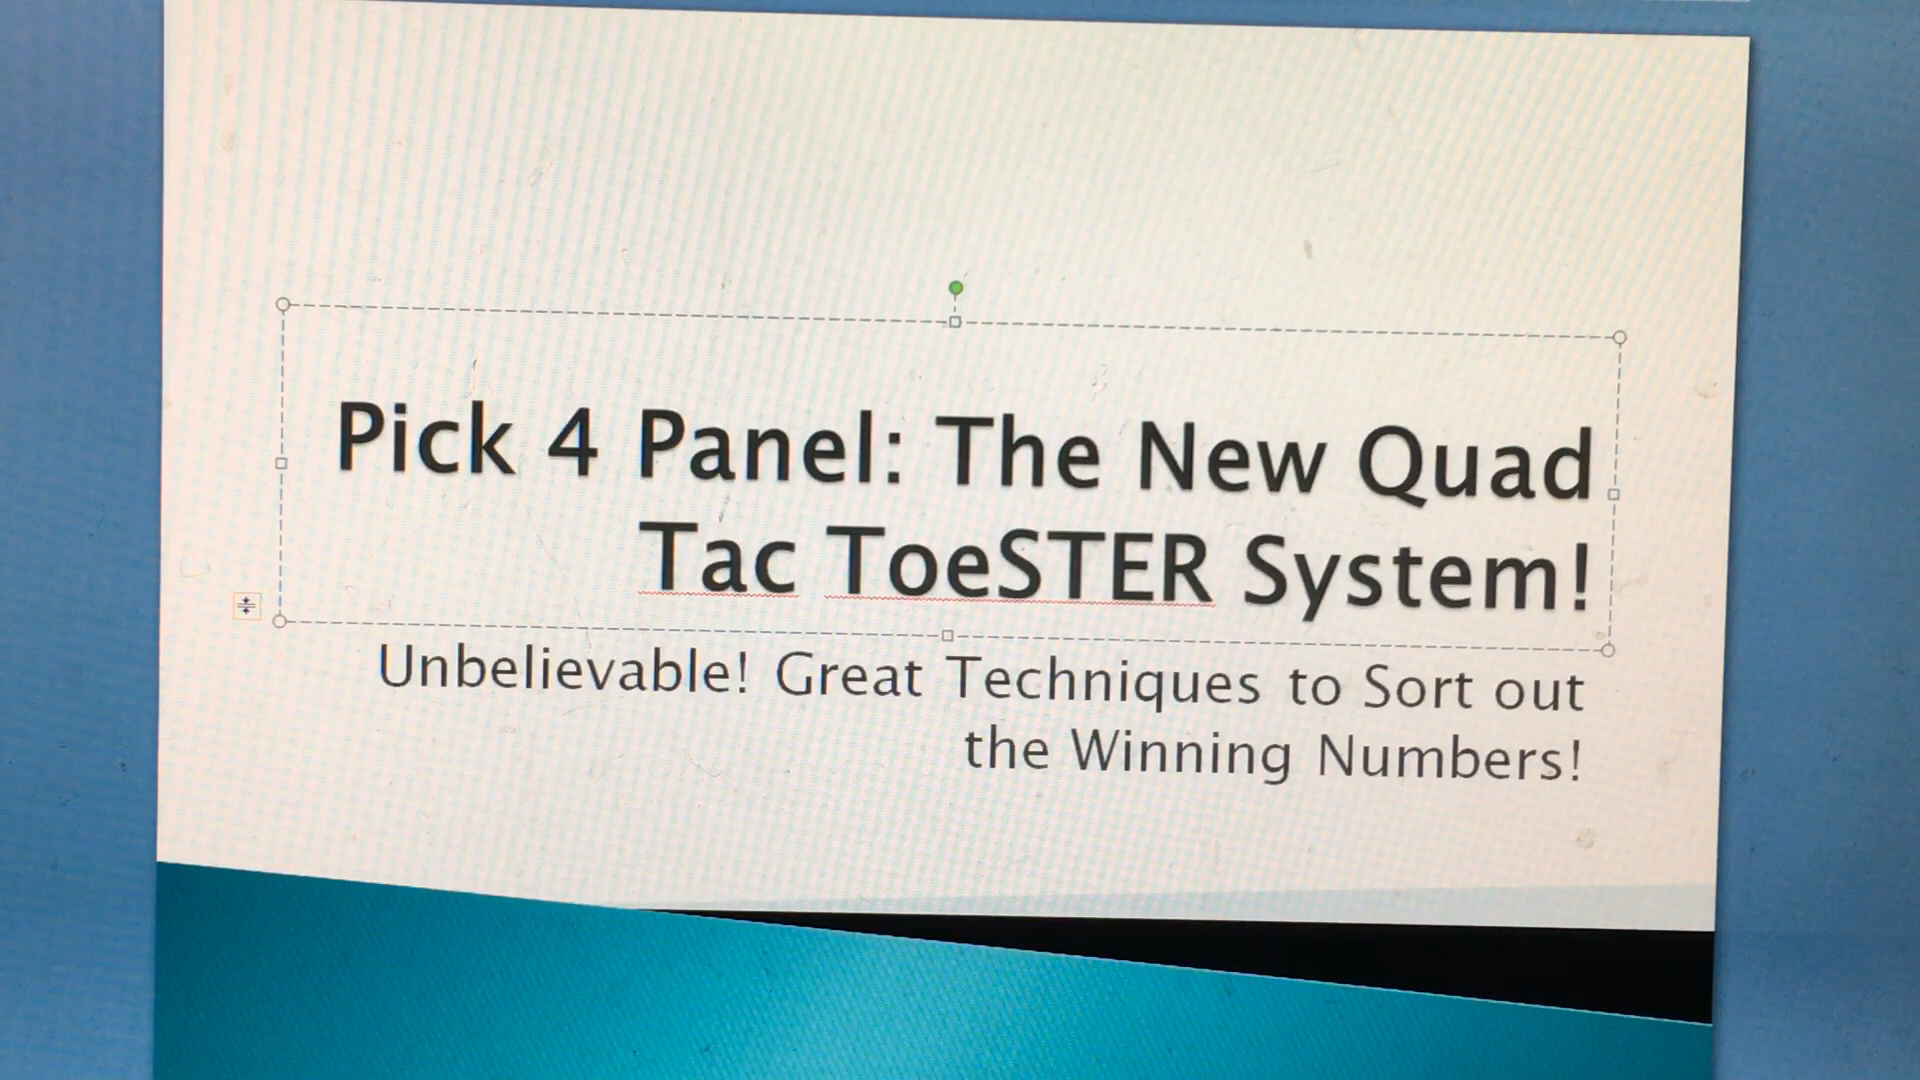 Pick 4 Panel: The New Quad
Tac ToeSTER System!
Unbelievable! Great Techniques to Sort out
the Winning Numbers!